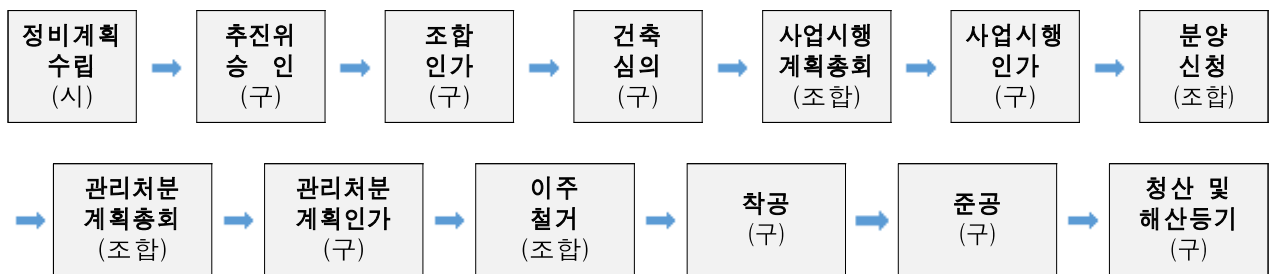 정비계획
수립
(시)
추진위
승 인
(구)
조합
인가
(구)
건축
심의
(구)
사업시행
계획총회
(조합)
사업시행
인가
(구)
분양
신청
(조합)
관리처분
계획총회
(조합)
관리처분
계획인가
(구)
이주
철거
(조합)
착공
(구)
준공
(구)
청산 및
해산등기
(구)